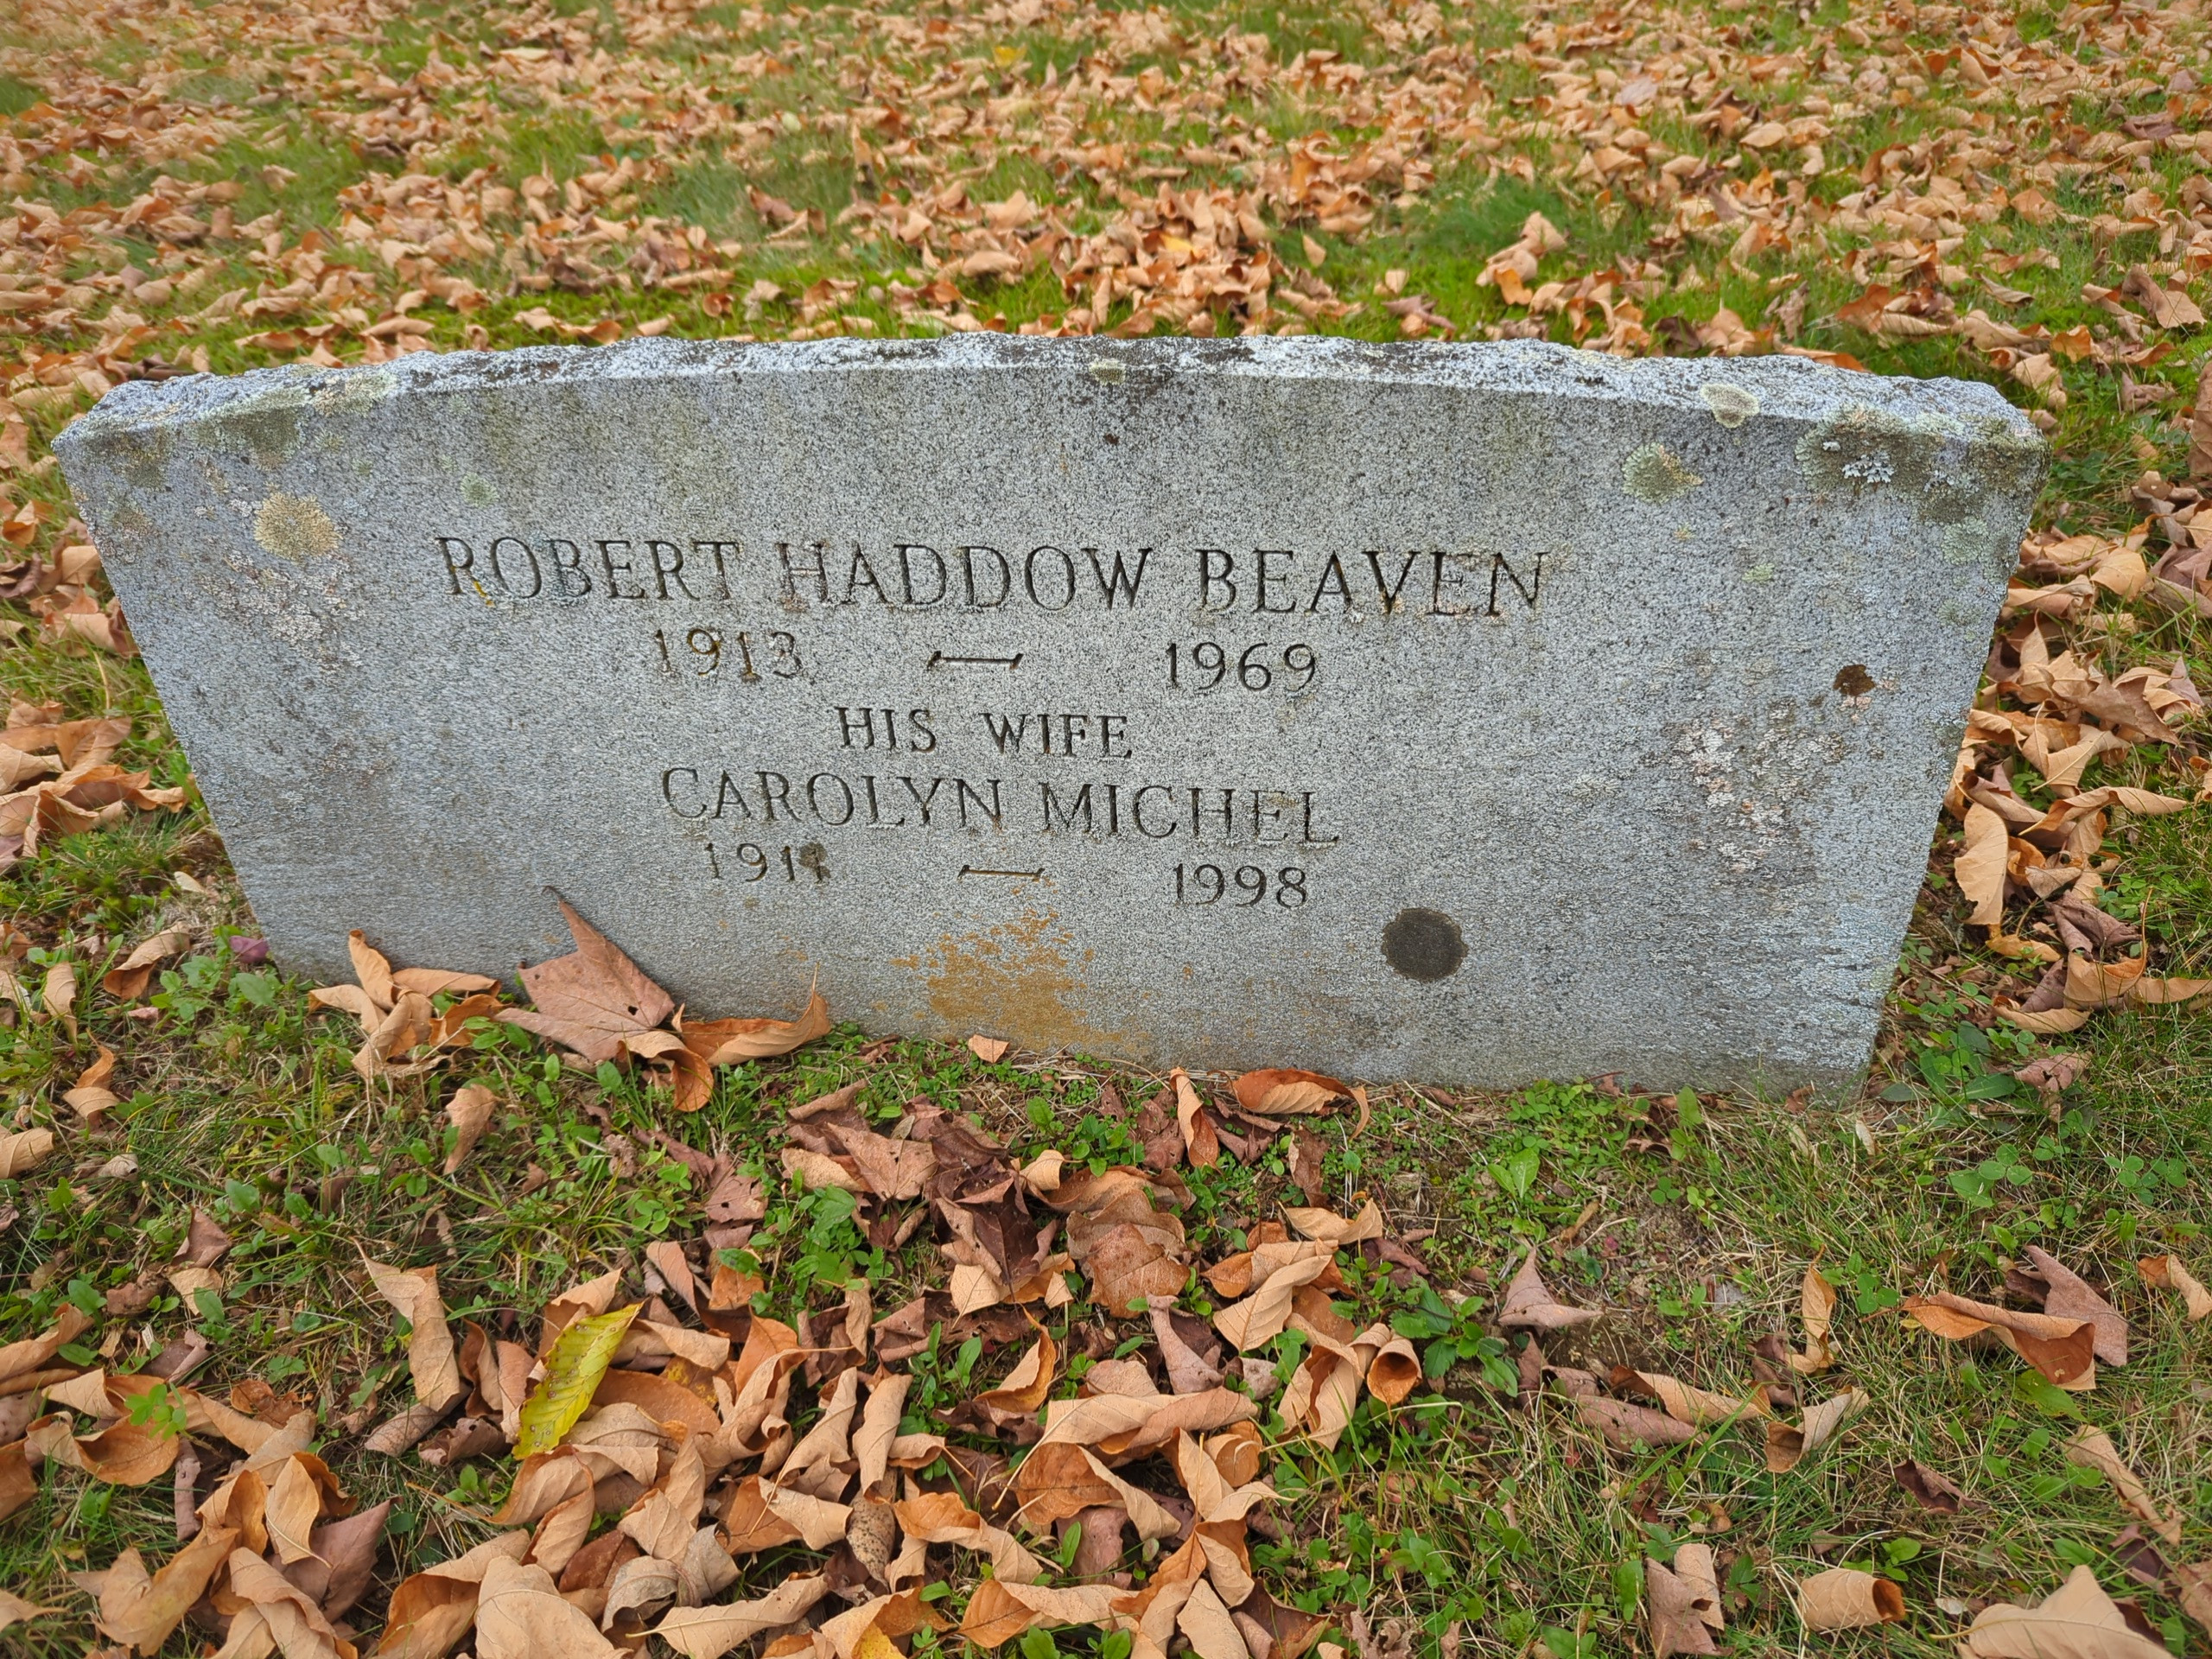 ROBERT HADDOW BEAVEN
1913 — 1969
HIS WIFE
CAROLYN MICHEL
— 1998